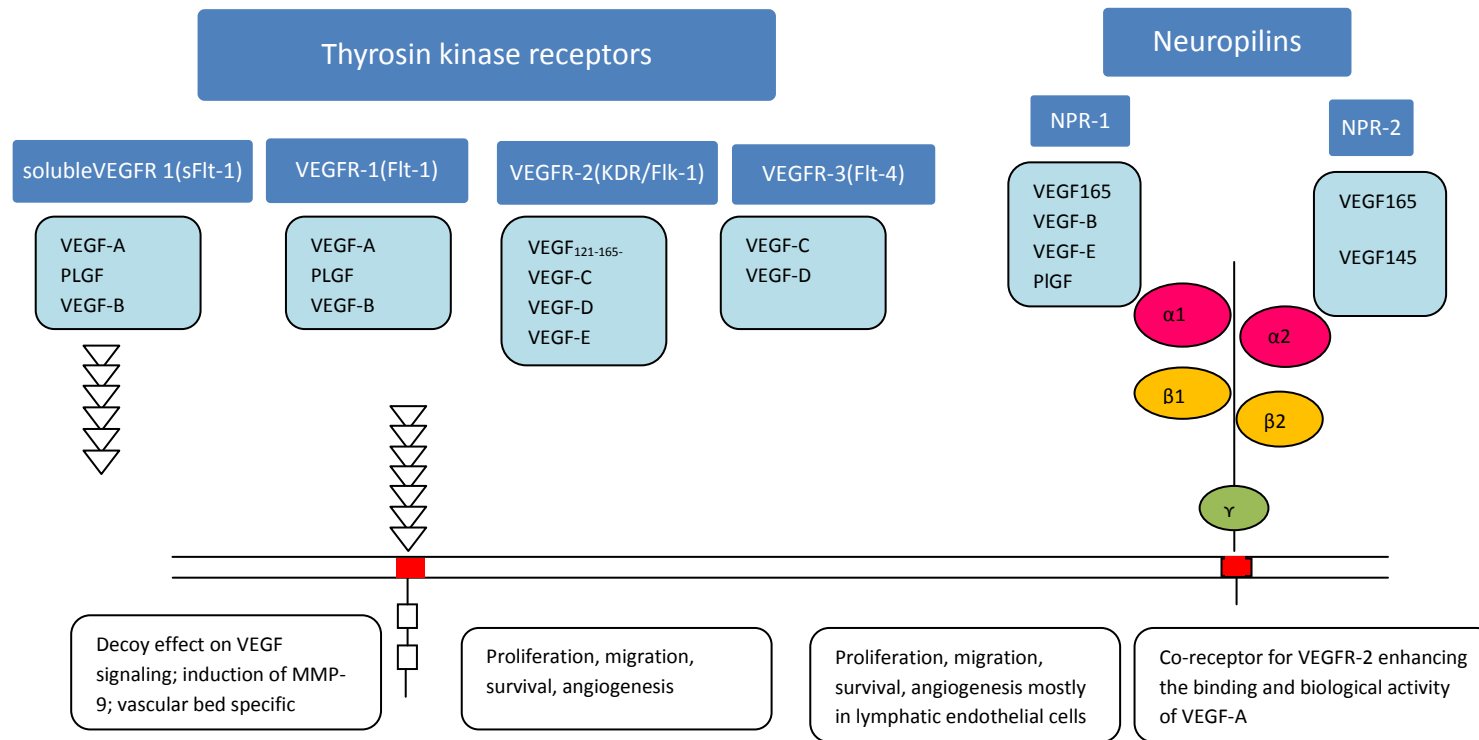 Thyrosin kinase receptors
Neuropilins
NPR-1
NPR-2
solubleVEGFR 1(sFlt-1)
VEGFR-1(Flt-1)
VEGFR-2(KDR/Flk-1)
VEGFR-3(Flt-4)
VEGF-A
PLGF
VEGF-B
VEGF-A
PLGF
VEGF-B
VEGF121-165-
VEGF-C
VEGF-D
VEGF-E
VEGF-C
VEGF-D
VEGF165
VEGF-B
VEGF-E
PlGF
VEGF165
VEGF145
α1
α2
β1
β2
ϒ
Decoy effect on VEGF
signaling; induction of MMP-
9; vascular bed specific
Proliferation, migration,
survival, angiogenesis
Proliferation, migration,
survival, angiogenesis mostly
in lymphatic endothelial cells
Co-receptor for VEGFR-2 enhancing
the binding and biological activity
of VEGF-A